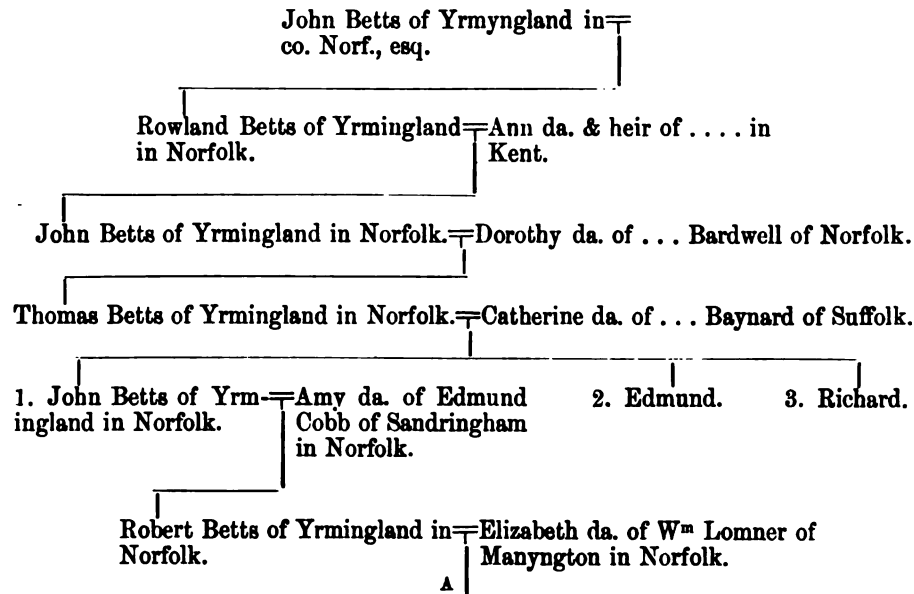 John Betts of Yrmyngland in
co. Norf., esq.
Rowland Betts of Yrmingland
in Norfolk.
Ann da. & heir of .... in
Kent.
John Betts of Yrmingland in Norfolk.
Dorothy da. of ... Bardwell of Norfolk.
Thomas Betts of Yrmingland in Norfolk.
Catherine da. of ... Baynard of Suffolk.
1. John Betts of Yrm-
ingland in Norfolk.
Amy da. of Edmund
Cobb of Sandringham
in Norfolk.
2. Edmund.
3. Richard.
Robert Betts of Yrmingland in
Norfolk.
Elizabeth da. of Wᵐ Lomner of
Manyngton in Norfolk.
A